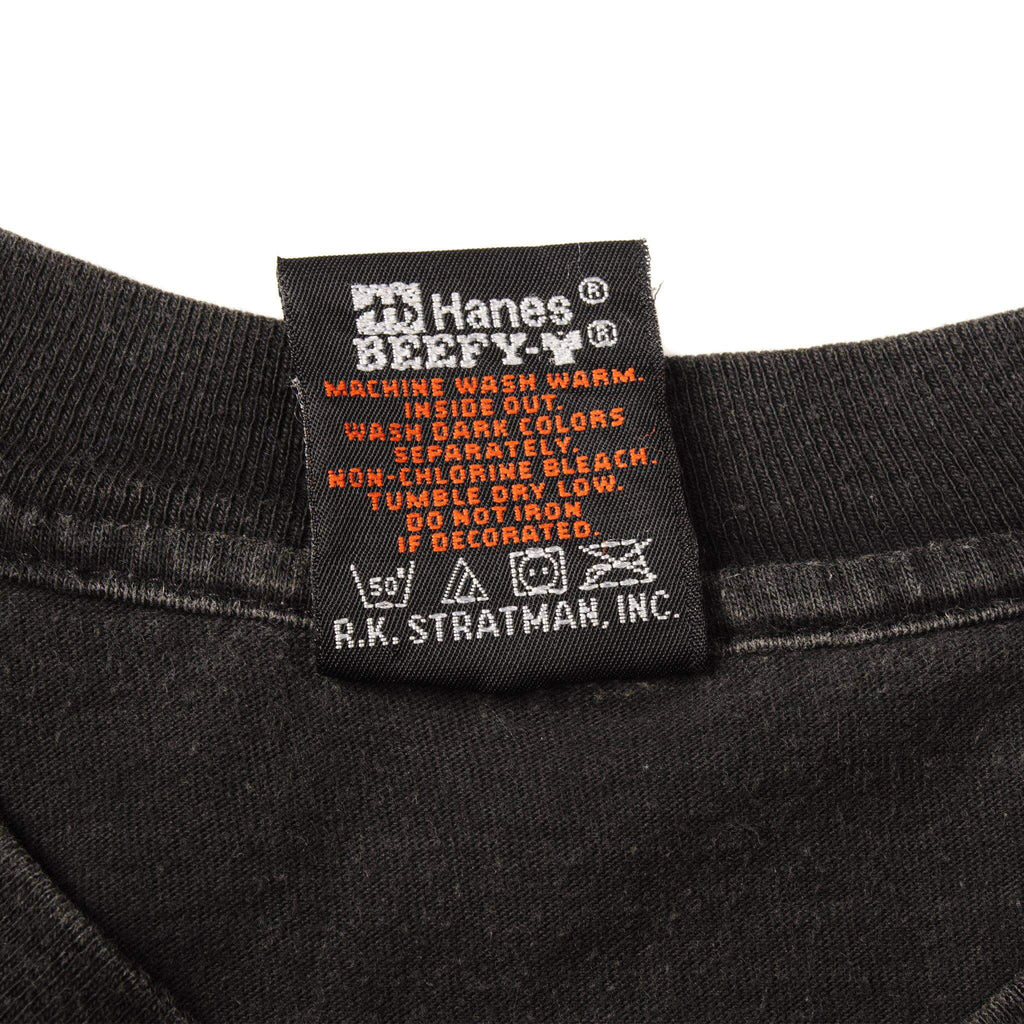 Hanes®
BEEFY-T®
MACHINE WASH WARM.
INSIDE OUT.
WASH DARK COLORS
SEPARATELY.
NON-CHLORINE BLEACH.
TUMBLE DRY LOW.
DO NOT IRON
IF DECORATED.
50°
R.K. STRATMAN, INC.